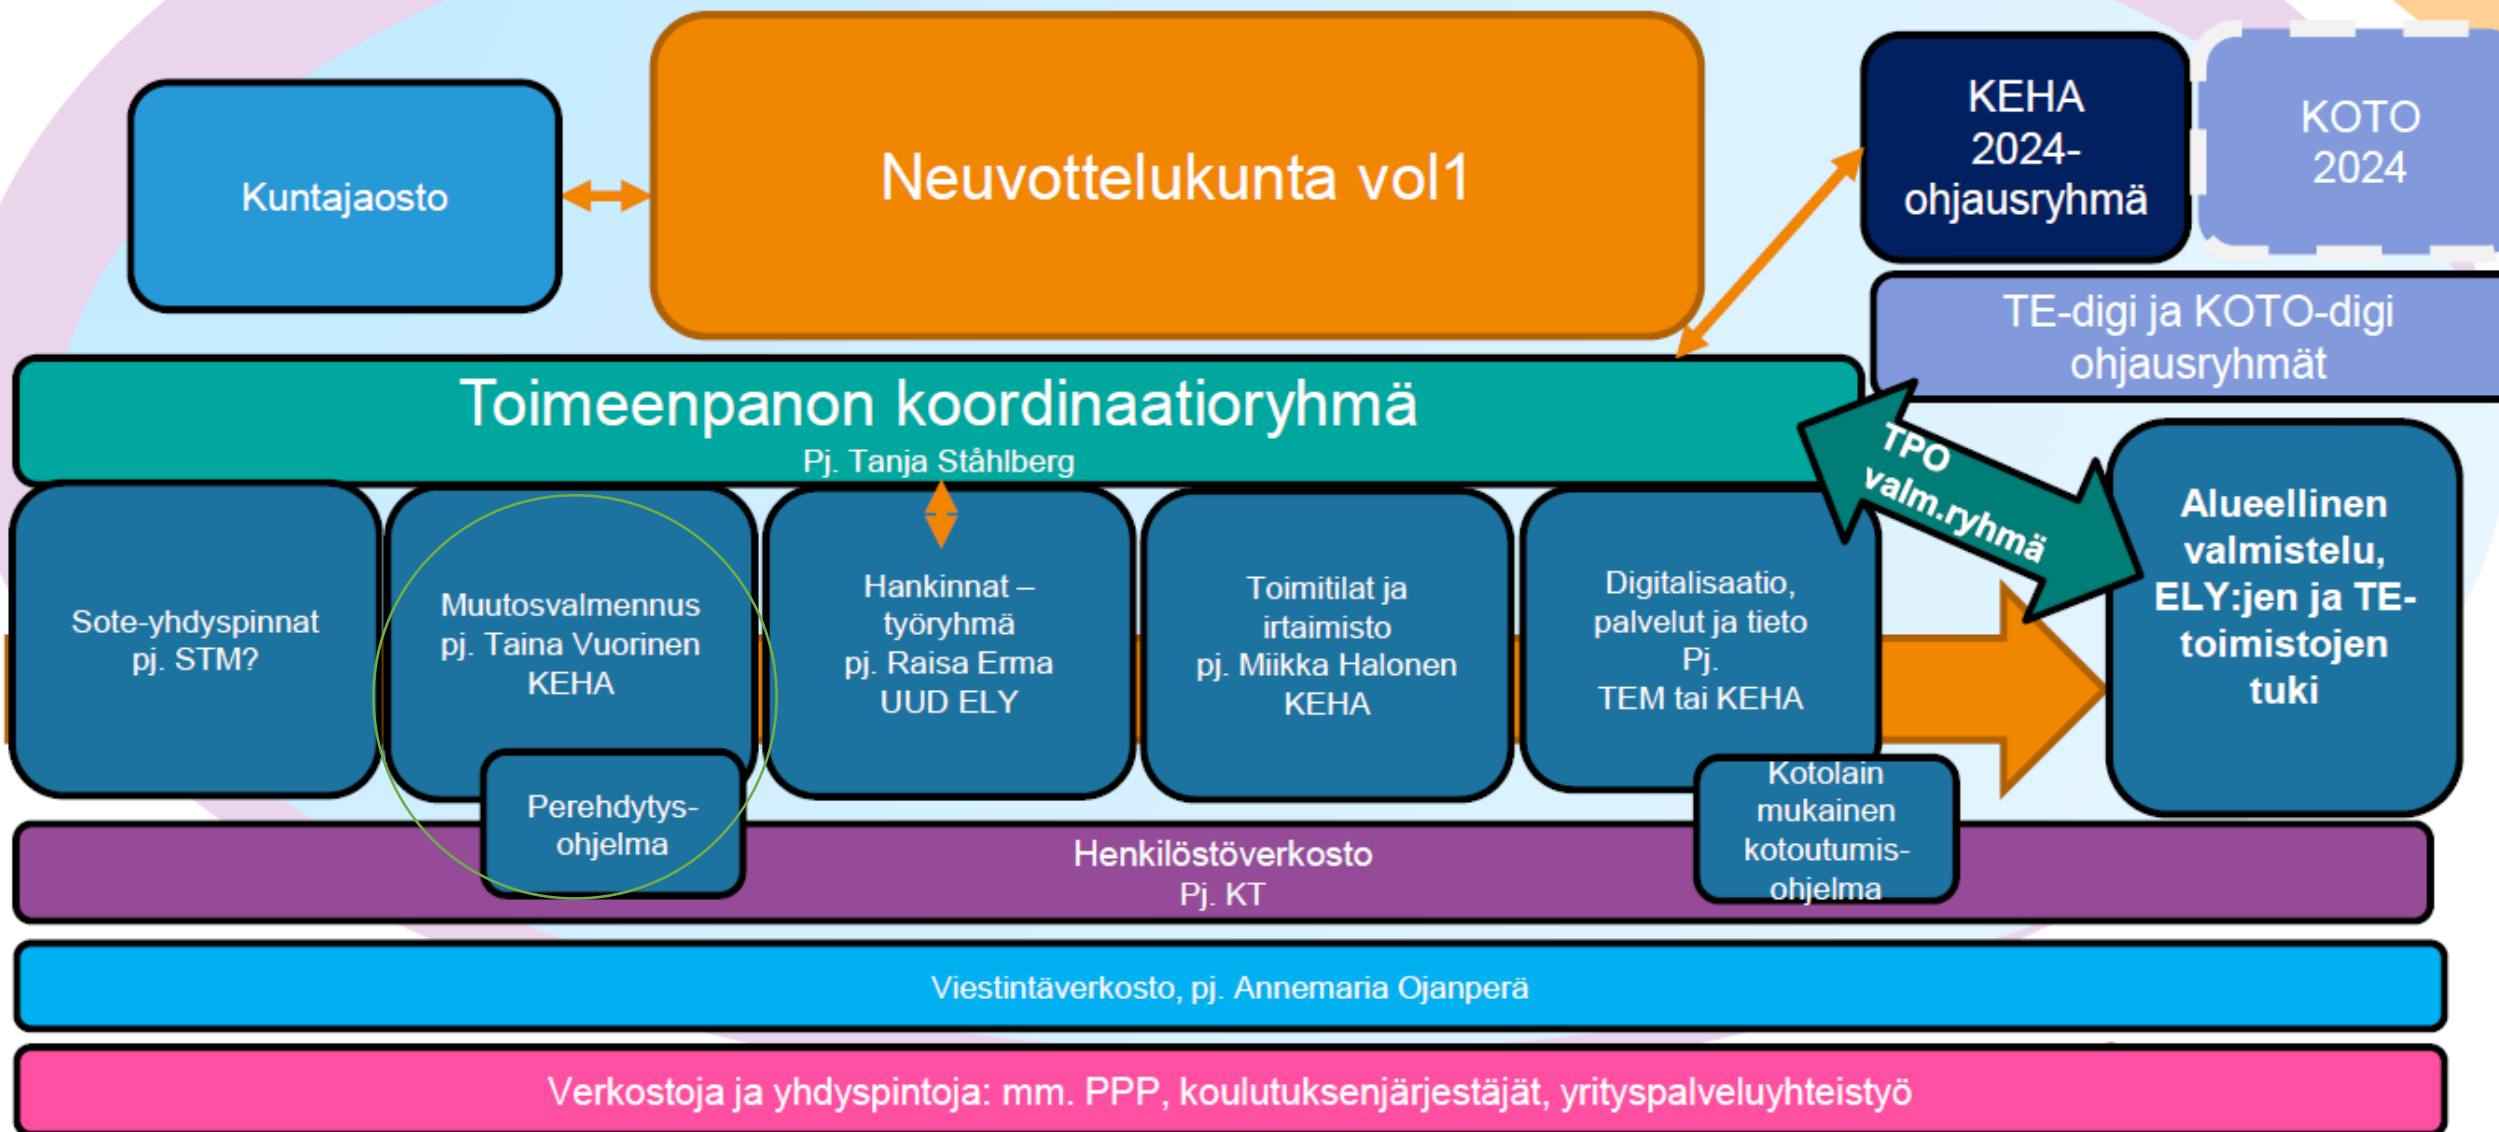 Kuntajaosto
Neuvottelukunta vol1
KEHA
2024-
ohjausryhmä
KOTO
2024
TE-digi ja KOTO-digi
ohjausryhmät
Toimeenpanon koordinaatioryhmä
Pj. Tanja Ståhlberg
TPO
valm.ryhmä
Alueellinen
valmistelu,
ELY:jen ja TE-
toimistojen
tuki
Sote-yhdyspinnat
pj. STM?
Muutosvalmennus
pj. Taina Vuorinen
KEHA
Perehdytys-
ohjelma
Hankinnat –
työryhmä
pj. Raisa Erma
UUD ELY
Toimitilat ja
irtaimisto
pj. Miikka Halonen
KEHA
Digitalisaatio,
palvelut ja tieto
Pj.
TEM tai KEHA
Kotolain
mukainen
kotoutumis-
ohjelma
Henkilöstöverkosto
Pj. KT
Viestintäverkosto, pj. Annemaria Ojanperä
Verkostoja ja yhdyspintoja: mm. PPP, koulutuksenjärjestäjät, yrityspalveluyhteistyö